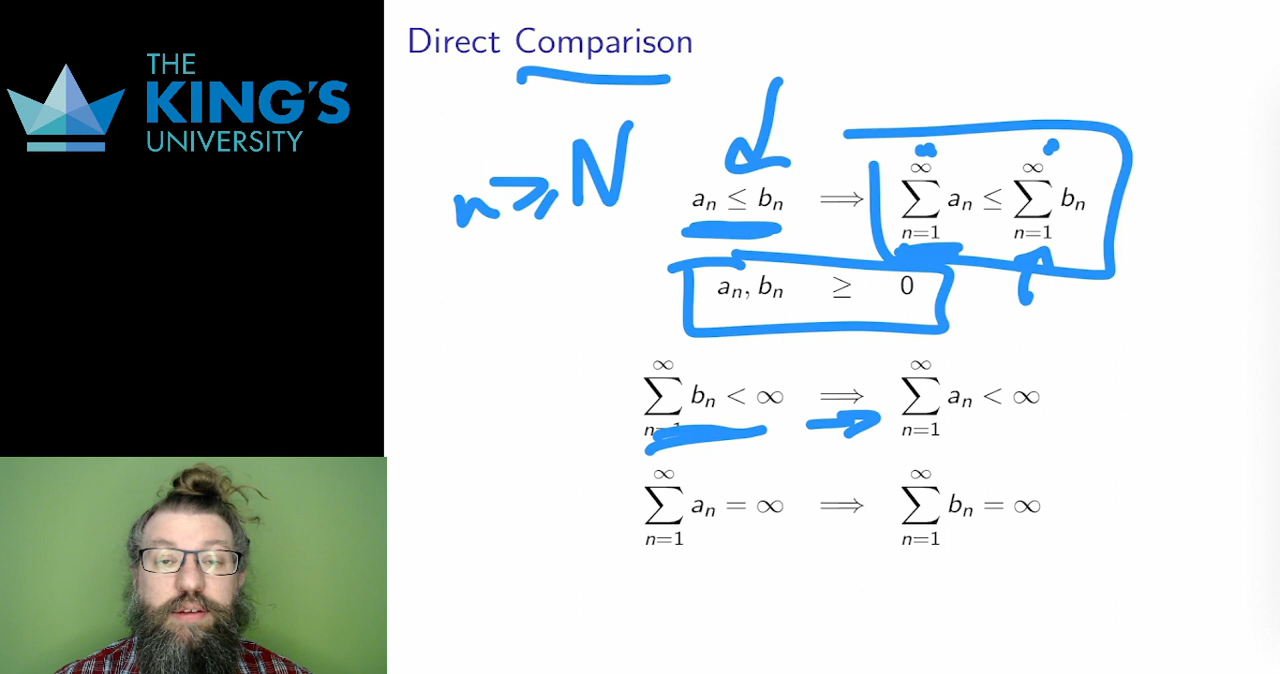 THE
KING'S
UNIVERSITY
Direct Comparison
n ≥ N
a_n ≤ b_n ⟹ ∑_{n=1}^{∞} a_n ≤ ∑_{n=1}^{∞} b_n
a_n, b_n ≥ 0
∑_{n=1}^{∞} b_n < ∞ ⟹ ∑_{n=1}^{∞} a_n < ∞
∑_{n=1}^{∞} a_n = ∞ ⟹ ∑_{n=1}^{∞} b_n = ∞